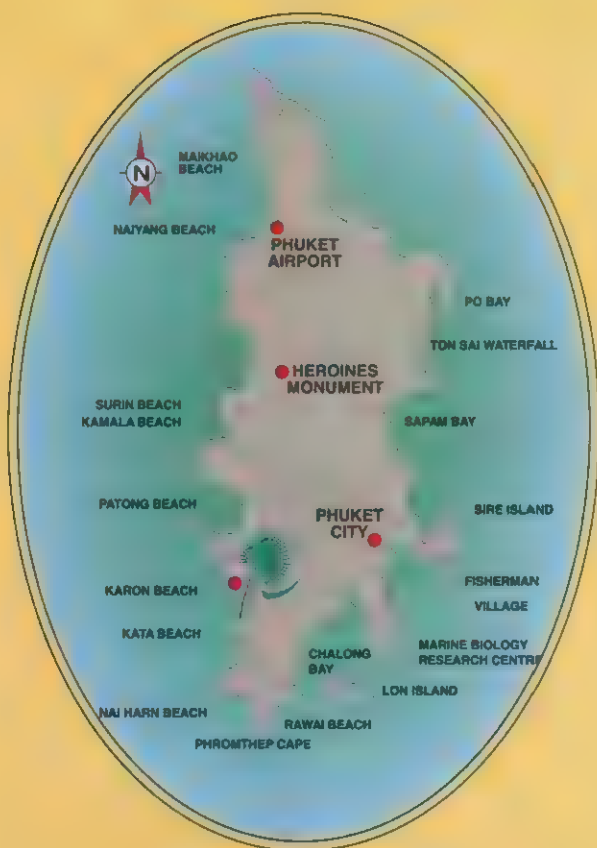 N
MAIKHAO
BEACH
NAIYANG BEACH
PHUKET
AIRPORT
PO BAY
TON SAI WATERFALL
HEROINES
MONUMENT
SURIN BEACH
KAMALA BEACH
SAPAM BAY
PATONG BEACH
PHUKET
CITY
SIRE ISLAND
KARON BEACH
FISHERMAN
VILLAGE
KATA BEACH
CHALONG
BAY
MARINE BIOLOGY
RESEARCH CENTRE
LON ISLAND
NAI HARN BEACH
RAWAI BEACH
PHROMTHEP CAPE